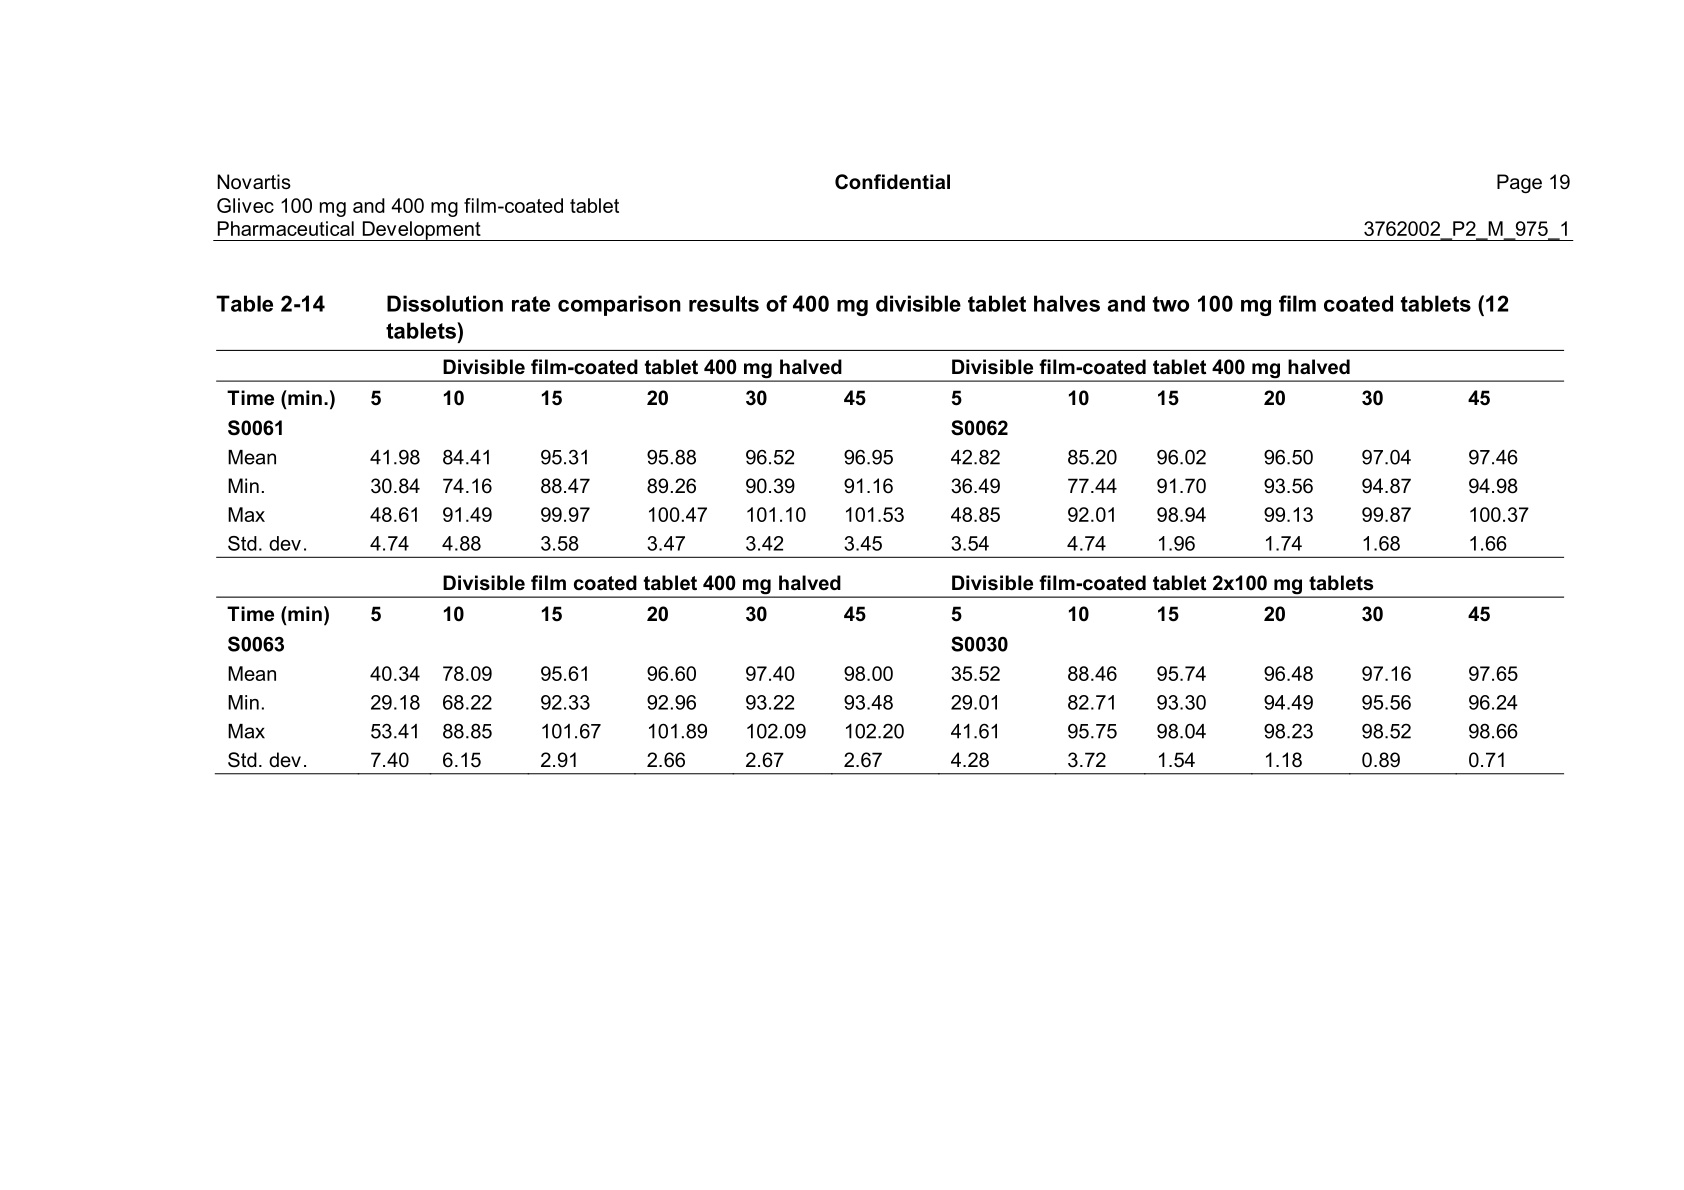 Novartis Confidential Page 19
Glivec 100 mg and 400 mg film-coated tablet
Pharmaceutical Development 3762002_P2_M_975_1
Table 2-14 Dissolution rate comparison results of 400 mg divisible tablet halves and two 100 mg film coated tablets (12
tablets)
Divisible film-coated tablet 400 mg halved Divisible film-coated tablet 400 mg halved
Time (min.) 5 10 15 20 30 45 5 10 15 20 30 45
S0061 S0062
Mean 41.98 84.41 95.31 95.88 96.52 96.95 42.82 85.20 96.02 96.50 97.04 97.46
Min. 30.84 74.16 88.47 89.26 90.39 91.16 36.49 77.44 91.70 93.56 94.87 94.98
Max 48.61 91.49 99.97 100.47 101.10 101.53 48.85 92.01 98.94 99.13 99.87 100.37
Std. dev. 4.74 4.88 3.58 3.47 3.42 3.45 3.54 4.74 1.96 1.74 1.68 1.66
Divisible film coated tablet 400 mg halved Divisible film-coated tablet 2x100 mg tablets
Time (min) 5 10 15 20 30 45 5 10 15 20 30 45
S0063 S0030
Mean 40.34 78.09 95.61 96.60 97.40 98.00 35.52 88.46 95.74 96.48 97.16 97.65
Min. 29.18 68.22 92.33 92.96 93.22 93.48 29.01 82.71 93.30 94.49 95.56 96.24
Max 53.41 88.85 101.67 101.89 102.09 102.20 41.61 95.75 98.04 98.23 98.52 98.66
Std. dev. 7.40 6.15 2.91 2.66 2.67 2.67 4.28 3.72 1.54 1.18 0.89 0.71